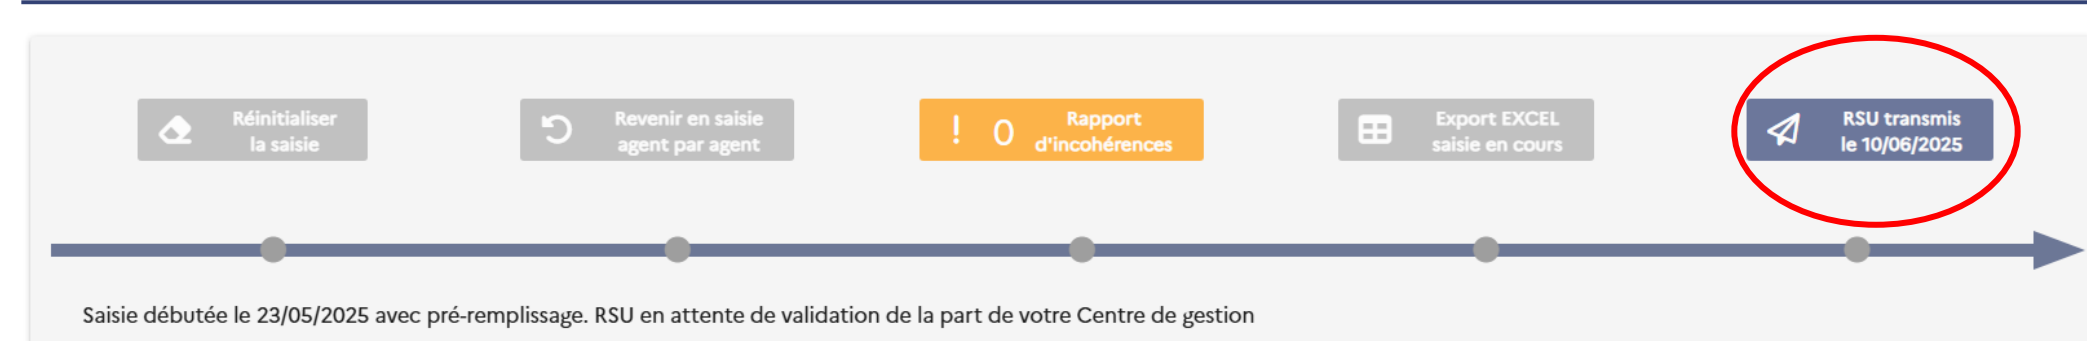 Réinitialiser
la saisie
Revenir en saisie
agent par agent
! 0 Rapport
d'incohérences
Export EXCEL
saisie en cours
RSU transmis
le 10/06/2025
Saisie débutée le 23/05/2025 avec pré-remplissage. RSU en attente de validation de la part de votre Centre de gestion